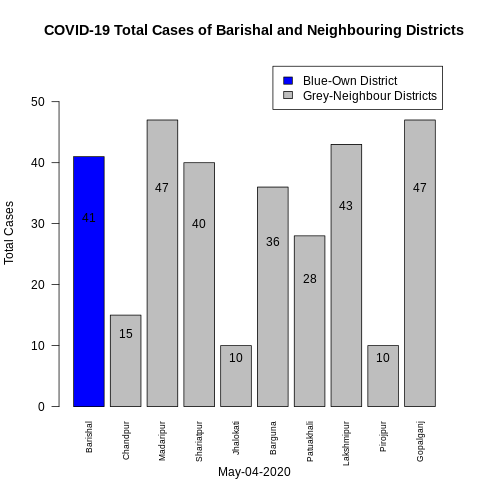 COVID-19 Total Cases of Barishal and Neighbouring Districts
Blue-Own District
Grey-Neighbour Districts
Total Cases
50
40
30
20
10
0
41
15
47
40
10
36
28
43
10
47
Barishal
Chandpur
Madaripur
Shariatpur
Jhalokati
Barguna
Patuakhali
Lakshmipur
Pirojpur
Gopalganj
May-04-2020